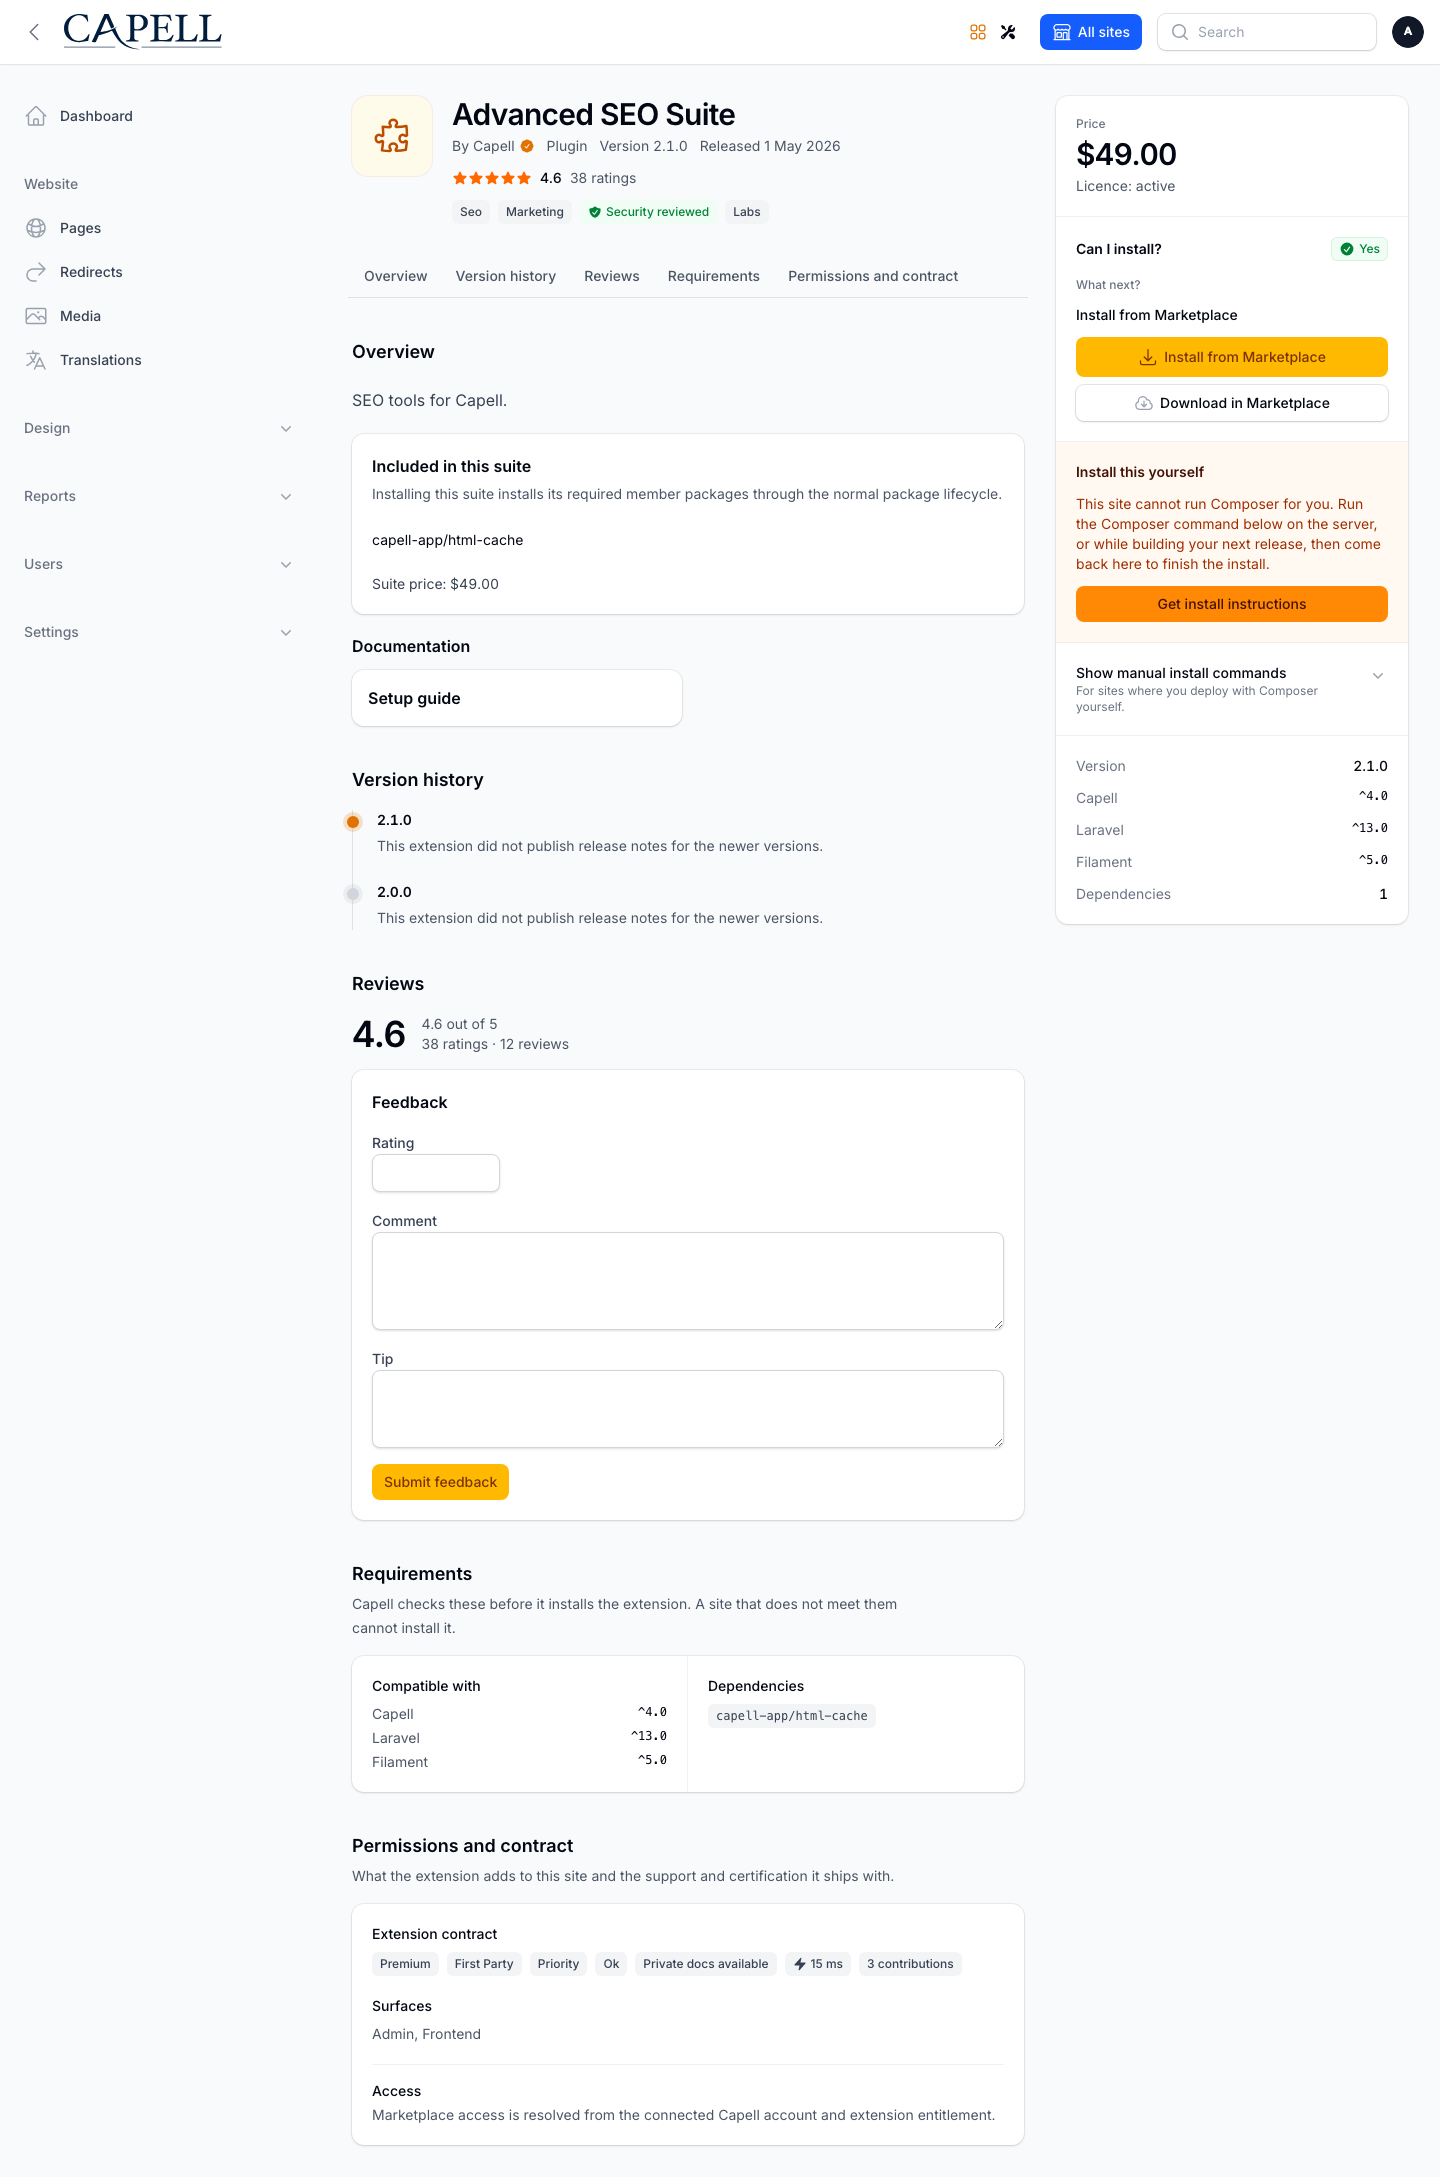 CAPELL
All sites
Search
A
Dashboard
Website
Pages
Redirects
Media
Translations
Design
Reports
Users
Settings
Advanced SEO Suite
By Capell Plugin Version 2.1.0 Released 1 May 2026
4.6 38 ratings
Seo Marketing Security reviewed Labs
Overview Version history Reviews Requirements Permissions and contract
Overview
SEO tools for Capell.
Included in this suite
Installing this suite installs its required member packages through the normal package lifecycle.
capell-app/html-cache
Suite price: $49.00
Documentation
Setup guide
Version history
2.1.0
This extension did not publish release notes for the newer versions.
2.0.0
This extension did not publish release notes for the newer versions.
Reviews
4.6
4.6 out of 5
38 ratings · 12 reviews
Feedback
Rating
Comment
Tip
Submit feedback
Requirements
Capell checks these before it installs the extension. A site that does not meet them
cannot install it.
Compatible with
Capell ^4.0
Laravel ^13.0
Filament ^5.0
Dependencies
capell-app/html-cache
Permissions and contract
What the extension adds to this site and the support and certification it ships with.
Extension contract
Premium First Party Priority Ok Private docs available 15 ms 3 contributions
Surfaces
Admin, Frontend
Access
Marketplace access is resolved from the connected Capell account and extension entitlement.
Price
$49.00
Licence: active
Can I install? Yes
What next?
Install from Marketplace
Install from Marketplace
Download in Marketplace
Install this yourself
This site cannot run Composer for you. Run
the Composer command below on the server,
or while building your next release, then come
back here to finish the install.
Get install instructions
Show manual install commands
For sites where you deploy with Composer
yourself.
Version 2.1.0
Capell ^4.0
Laravel ^13.0
Filament ^5.0
Dependencies 1